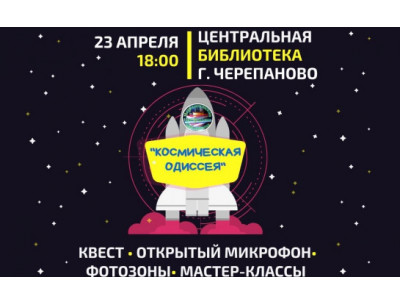 23 АПРЕЛЯ
18:00
ЦЕНТРАЛЬНАЯ
БИБЛИОТЕКА
Г. ЧЕРЕПАНОВО
"КОСМИЧЕСКАЯ
ОДИССЕЯ"
КВЕСТ • ОТКРЫТЫЙ МИКРОФОН•
ФОТОЗОНЫ• МАСТЕР-КЛАССЫ